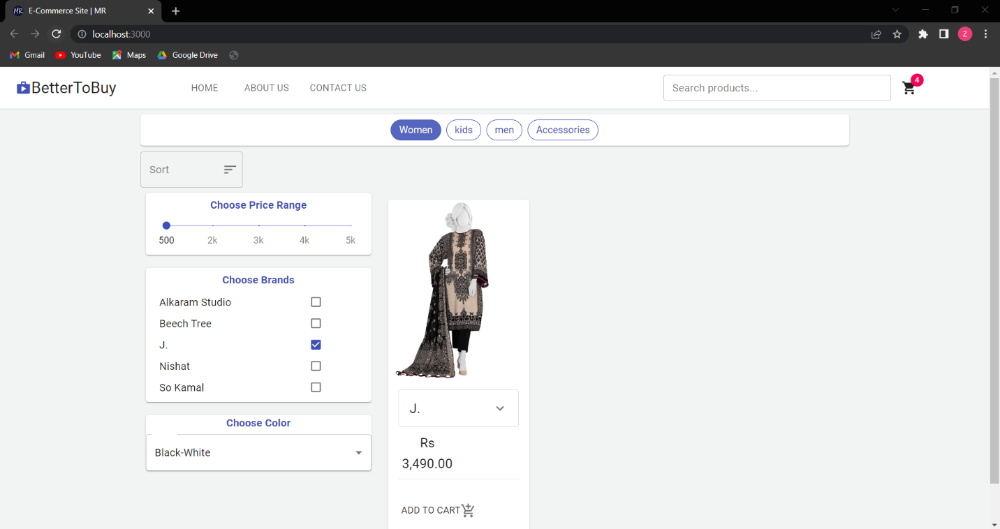 MR E-Commerce Site | MR
localhost:3000
Z
Gmail YouTube Maps Google Drive
BetterToBuy HOME ABOUT US CONTACT US Search products... 4
Women kids men Accessories
Sort
Choose Price Range
500 2k 3k 4k 5k
Choose Brands
Alkaram Studio
Beech Tree
J.
Nishat
So Kamal
Choose Color
Black-White
J.
Rs
3,490.00
ADD TO CART